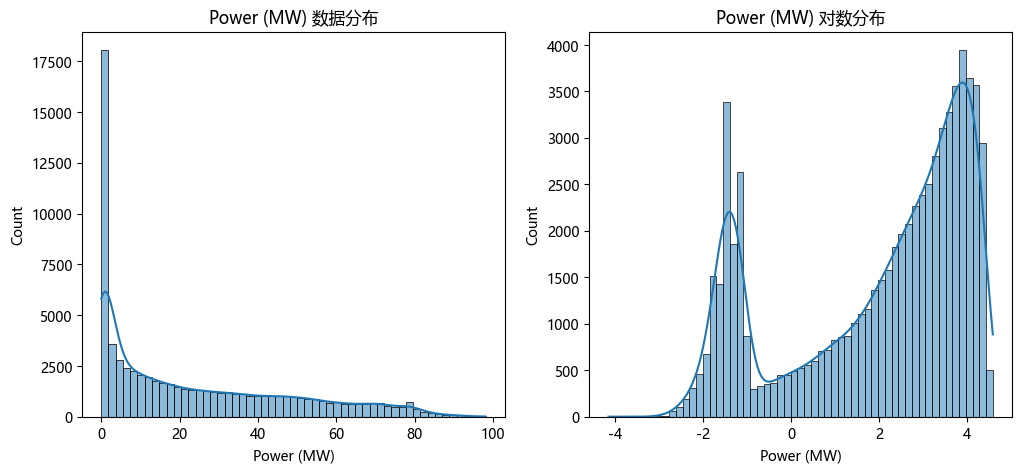 Power (MW) 数据分布
Count
17500
15000
12500
10000
7500
5000
2500
0
0 20 40 60 80 100
Power (MW)
Power (MW) 对数分布
Count
4000
3500
3000
2500
2000
1500
1000
500
0
-4 -2 0 2 4
Power (MW)